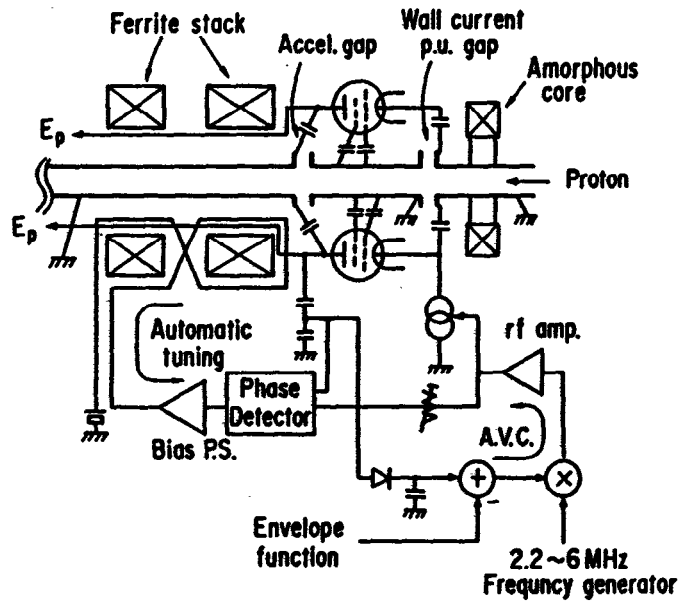 Ferrite stack
Accel. gap
Wall current
p.u. gap
Amorphous
core
Ep
Proton
Ep
Automatic
tuning
rf amp.
Phase
Detector
A.V.C.
Bias P.S.
+
×
−
Envelope
function
2.2~6 MHz
Frequncy generator